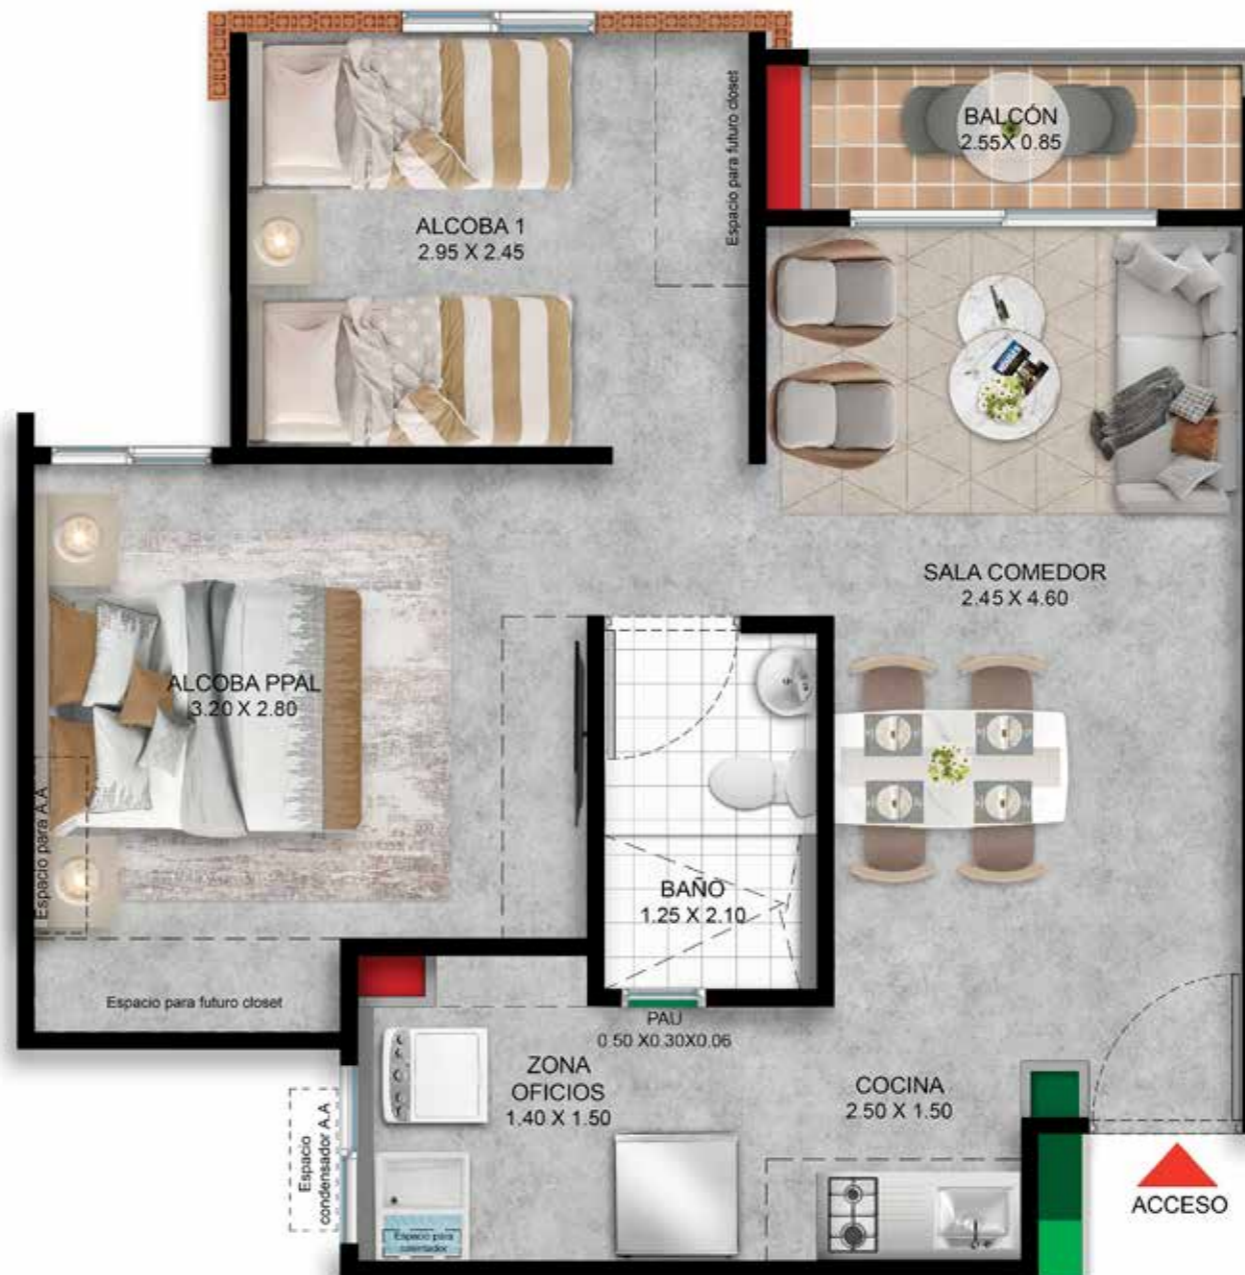 BALCÓN
2.55X 0.85
Espacio para futuro closet
ALCOBA 1
2.95 X 2.45
SALA COMEDOR
2.45 X 4.60
ALCOBA PPAL
3.20 X 2.80
Espacio para A.A
BAÑO
1.25 X 2.10
Espacio para futuro closet
PAU
0.50 X0.30X0.06
ZONA
OFICIOS
1.40 X 1.50
COCINA
2 50 X 1.50
Espacio
condensador A.A
Espacio para
calentador
ACCESO